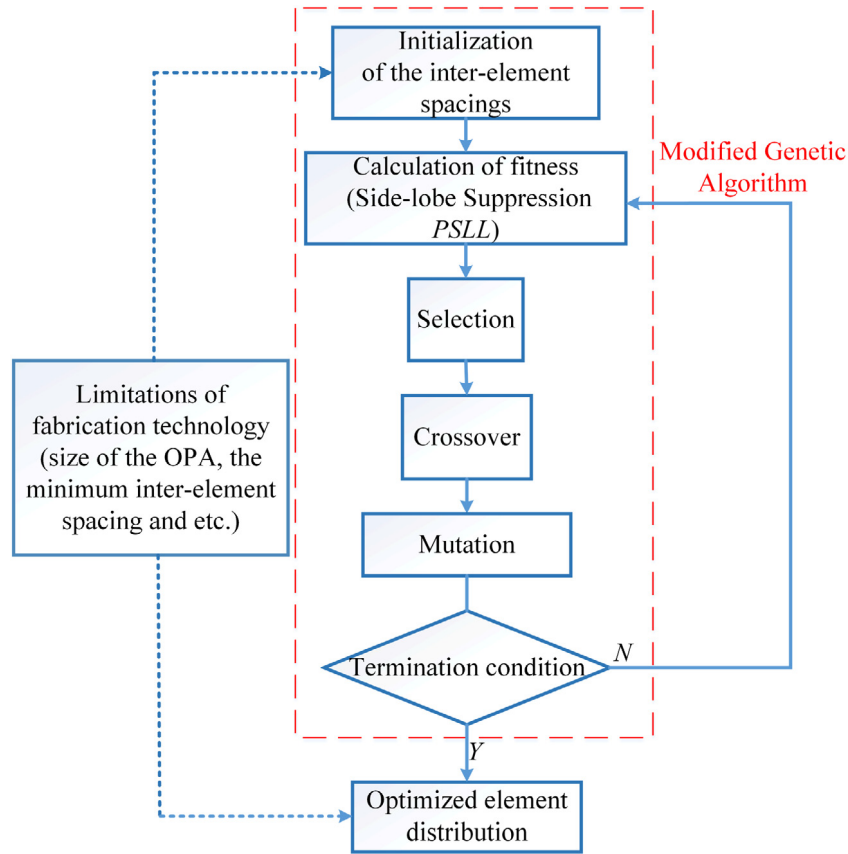 Initialization
of the inter-element
spacings
Calculation of fitness
(Side-lobe Suppression
PSLL)
Modified Genetic
Algorithm
Selection
Limitations of
fabrication technology
(size of the OPA, the
minimum inter-element
spacing and etc.)
Crossover
Mutation
Termination condition
N
Y
Optimized element
distribution